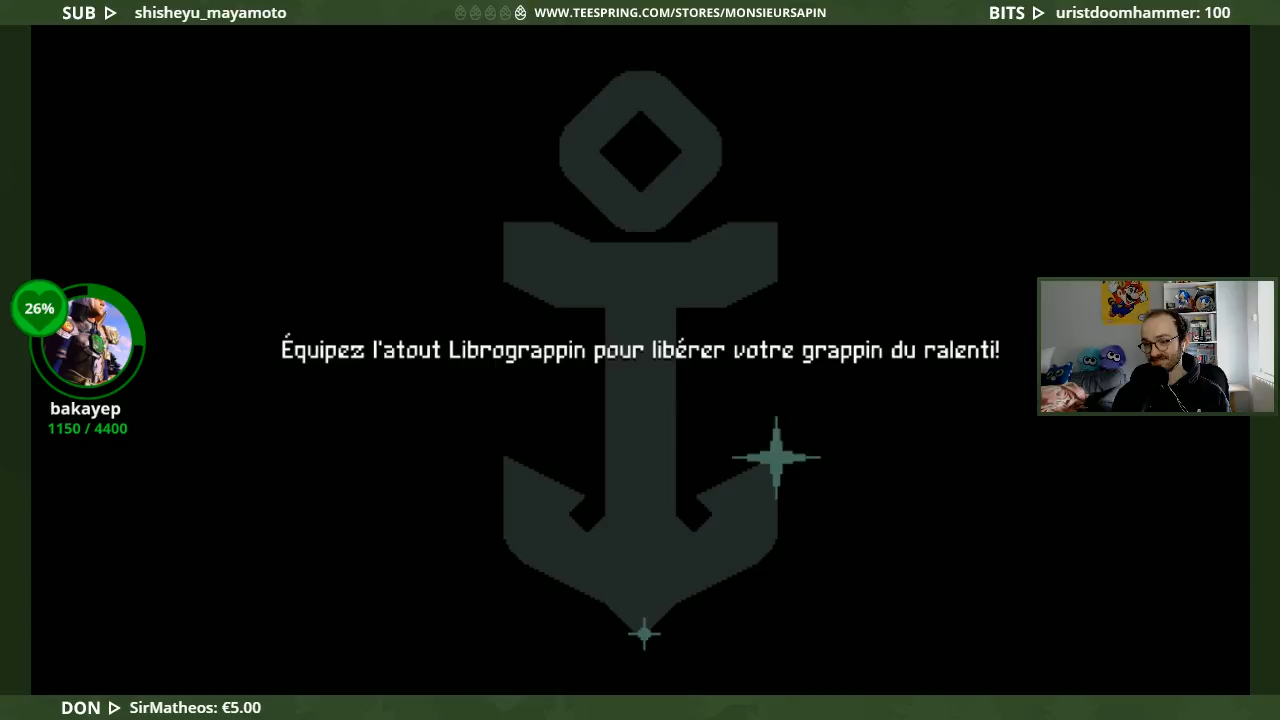 SUB shisheyu_mayamoto
WWW.TEESPRING.COM/STORES/MONSIEURSAPIN
BITS uristdoomhammer: 100
26%
Équipez l'atout Librograppin pour libérer votre grappin du ralenti!
bakayep
1150 / 4400
DON SirMatheos: €5.00